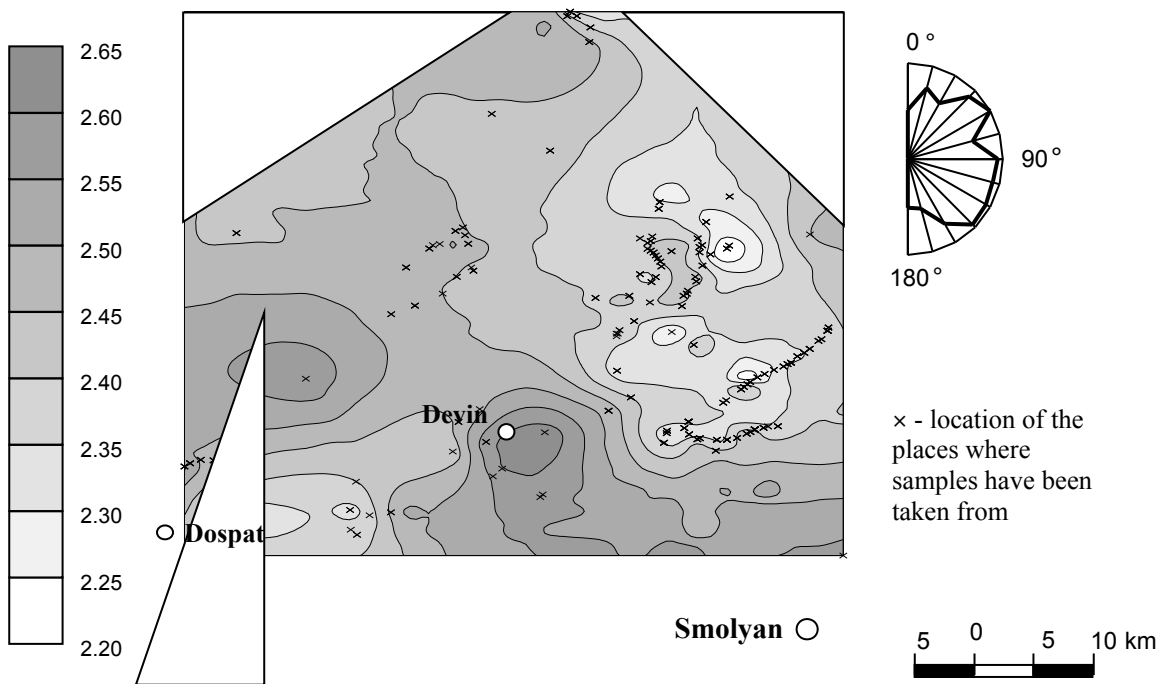 2.65
2.60
2.55
2.50
2.45
2.40
2.35
2.30
2.25
2.20
Devin
Dospat
Smolyan
0°
90°
180°
× - location of the
places where
samples have been
taken from
5 0 5 10 km